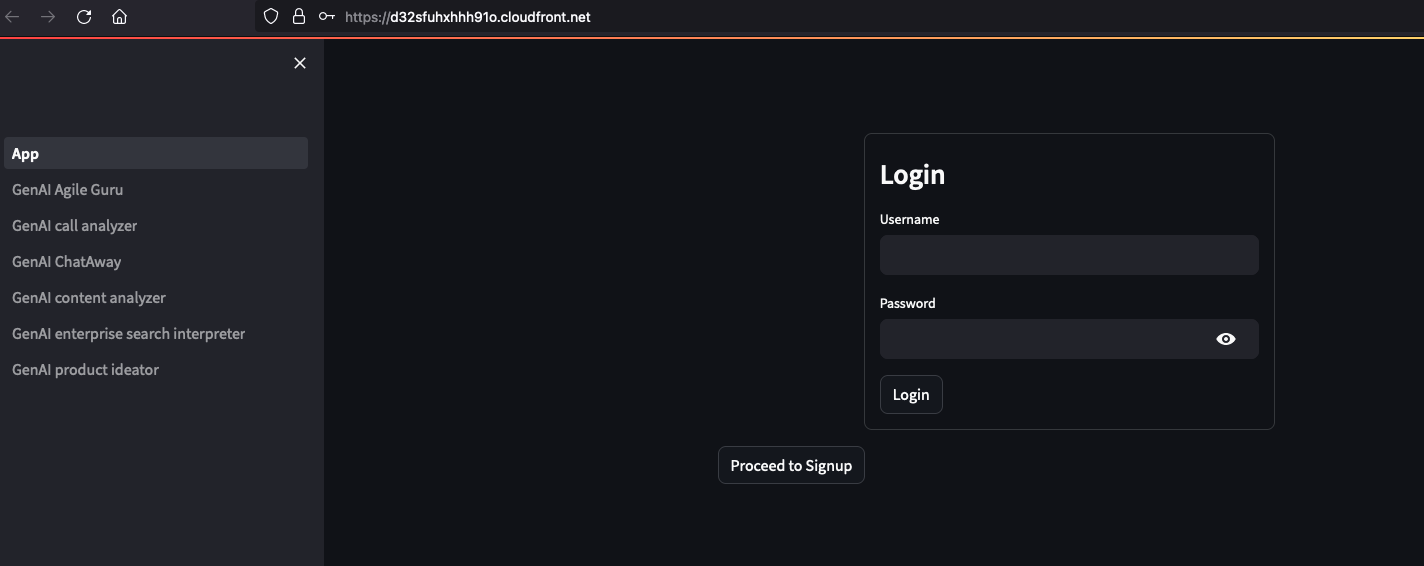 https://d32sfuhxhhh91o.cloudfront.net
App
GenAI Agile Guru
GenAI call analyzer
GenAI ChatAway
GenAI content analyzer
GenAI enterprise search interpreter
GenAI product ideator
Login
Username
Password
Login
Proceed to Signup